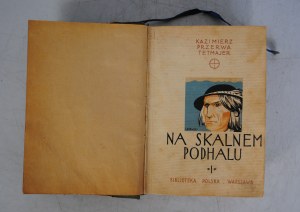 KAZIMIERZ
PRZERWA
TETMAJER
NA SKALNEM
PODHALU
I
BIBLJOTEKA POLSKA WARSZAWA